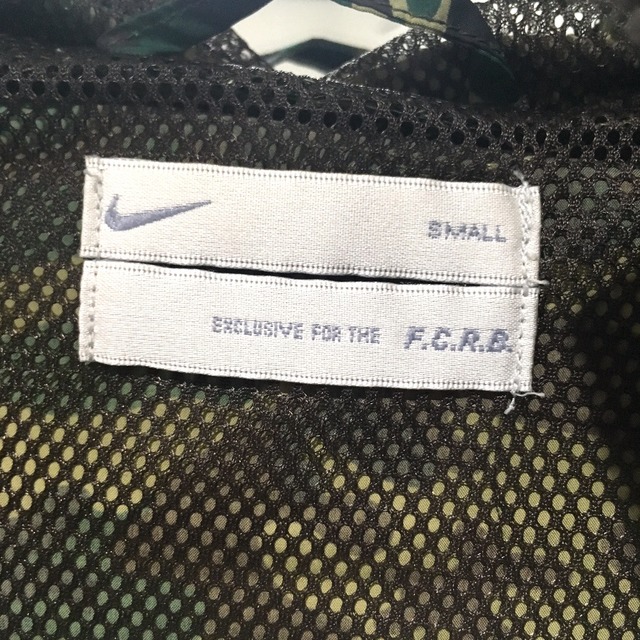 SMALL
EXCLUSIVE FOR THE F.C.R.B.